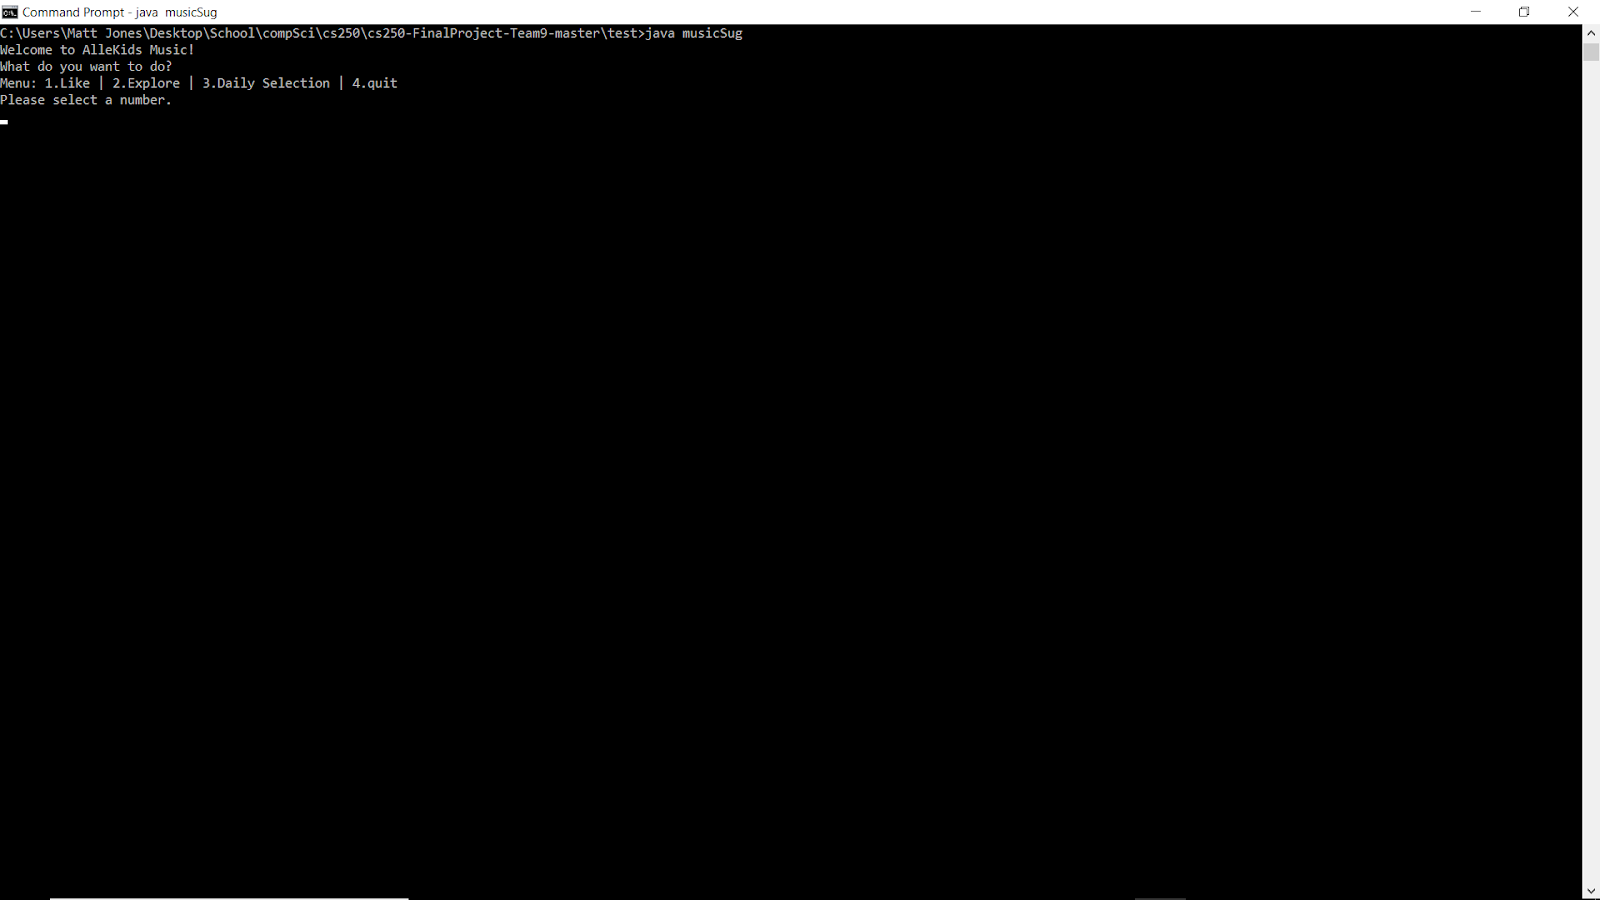 Command Prompt - java  musicSug
C:\Users\Matt Jones\Desktop\School\compSci\cs250\cs250-FinalProject-Team9-master\test>java musicSug
Welcome to AlleKids Music!
What do you want to do?
Menu: 1.Like | 2.Explore | 3.Daily Selection | 4.quit
Please select a number.